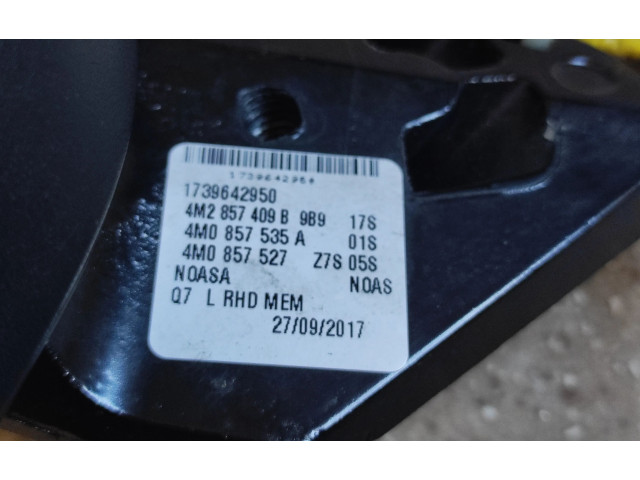 1739642950
1739642950
4M2 857 409 B 9B9 17S
4M0 857 535 A 01S
4M0 857 527 Z7S 05S
NOASA NOAS
Q7 L RHD MEM
27/09/2017